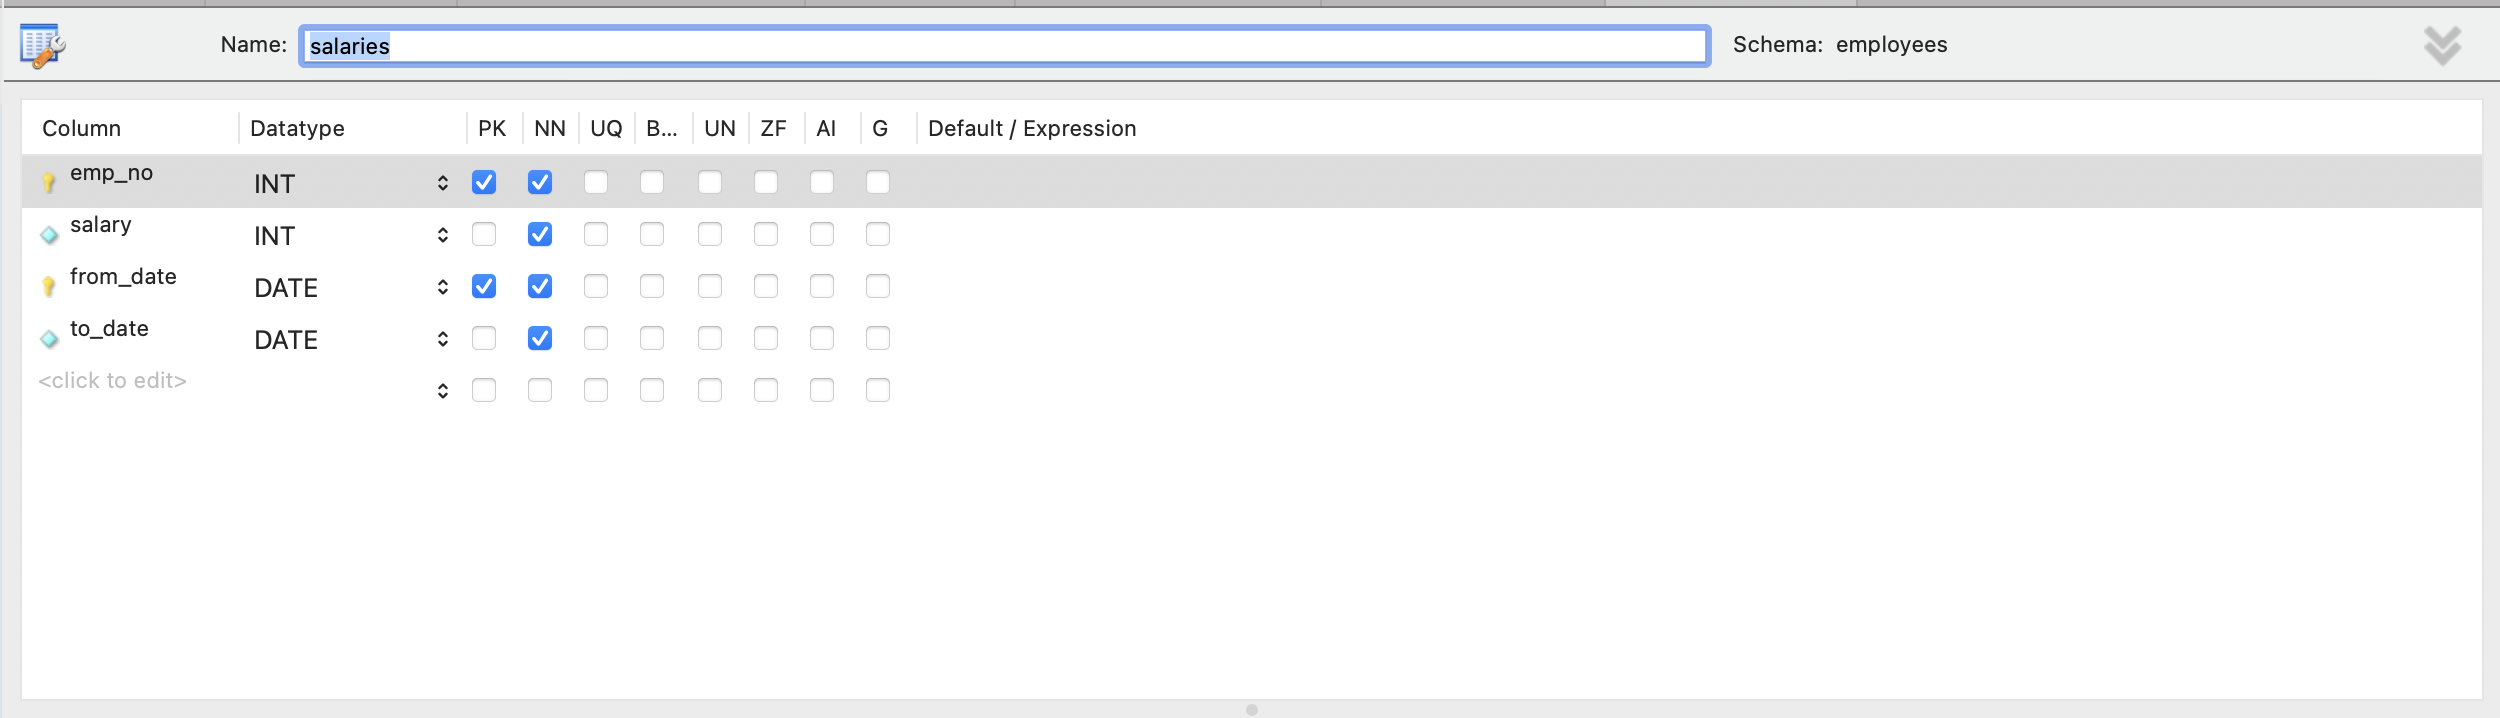 Name: salaries Schema: employees
Column Datatype PK NN UQ B... UN ZF AI G Default / Expression
emp_no INT
salary INT
from_date DATE
to_date DATE
<click to edit>